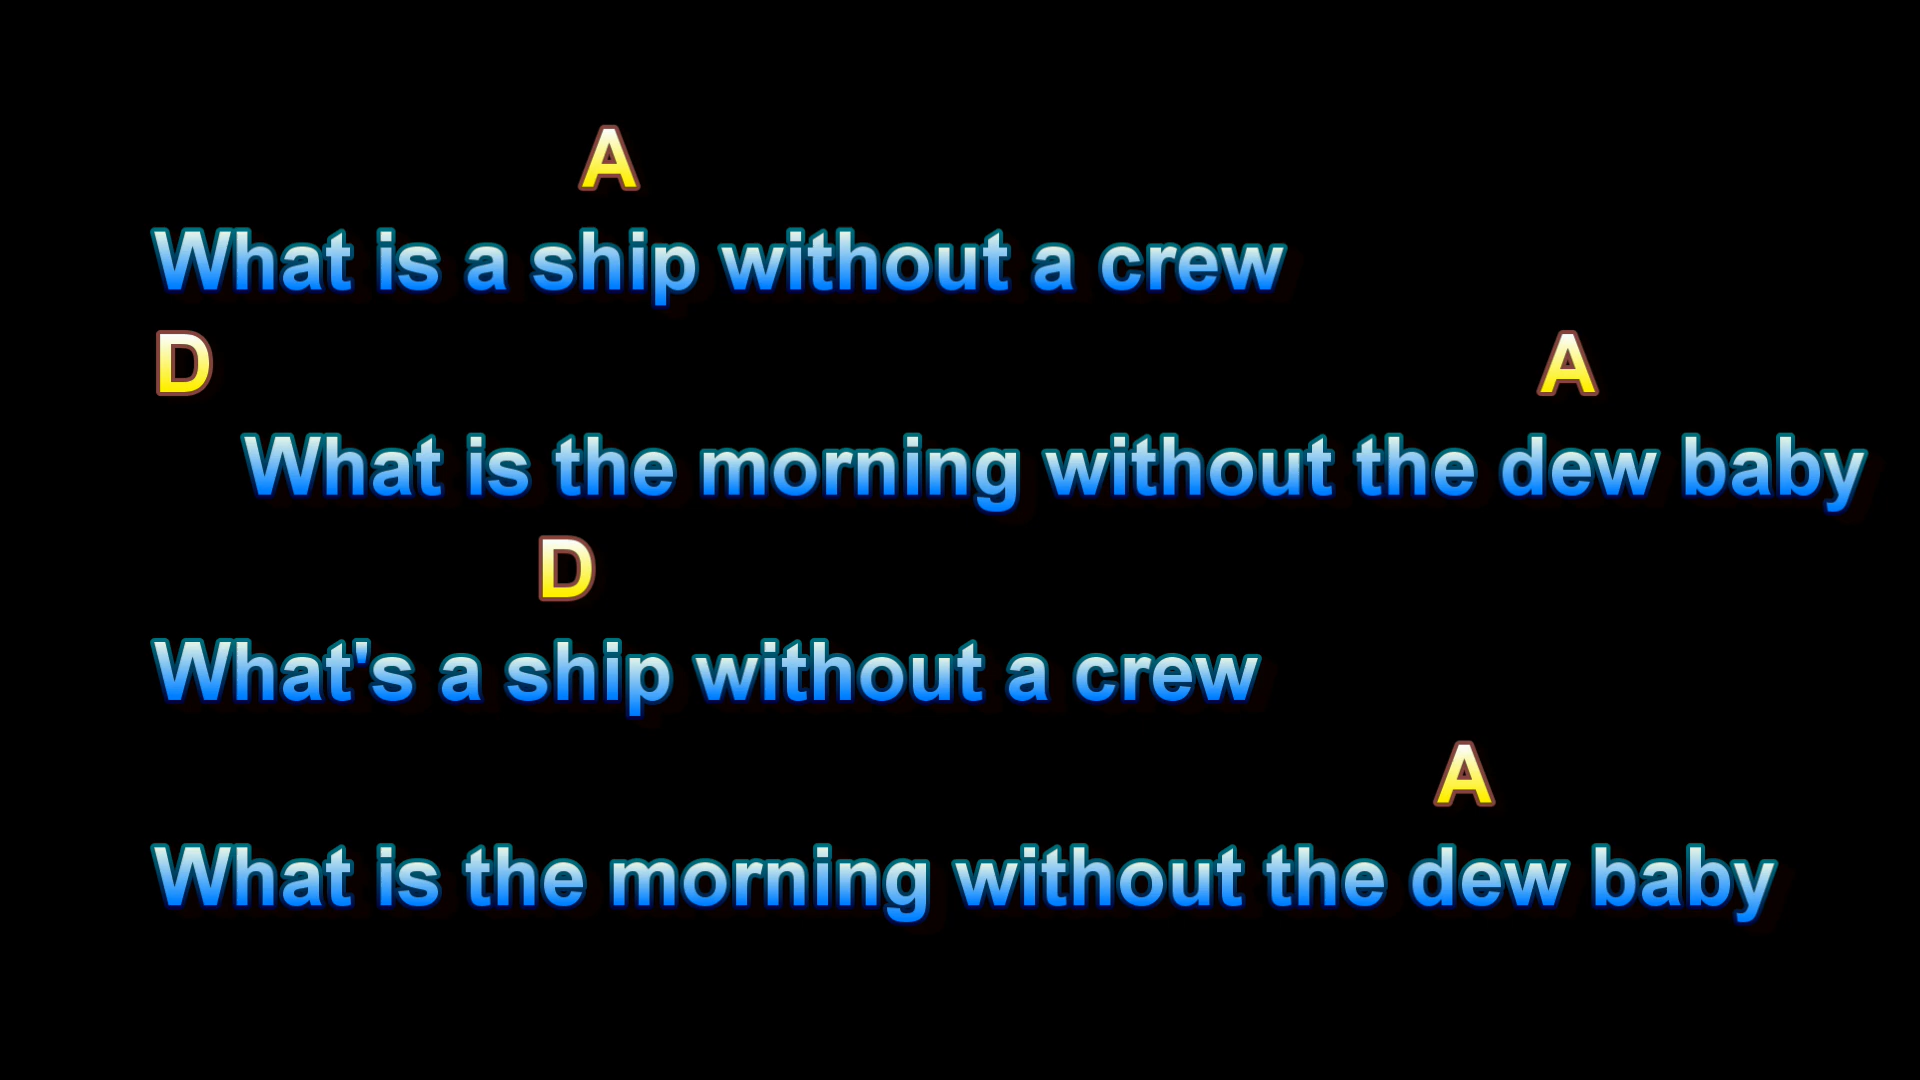 A
What is a ship without a crew
D A
What is the morning without the dew baby
D
What's a ship without a crew
A
What is the morning without the dew baby